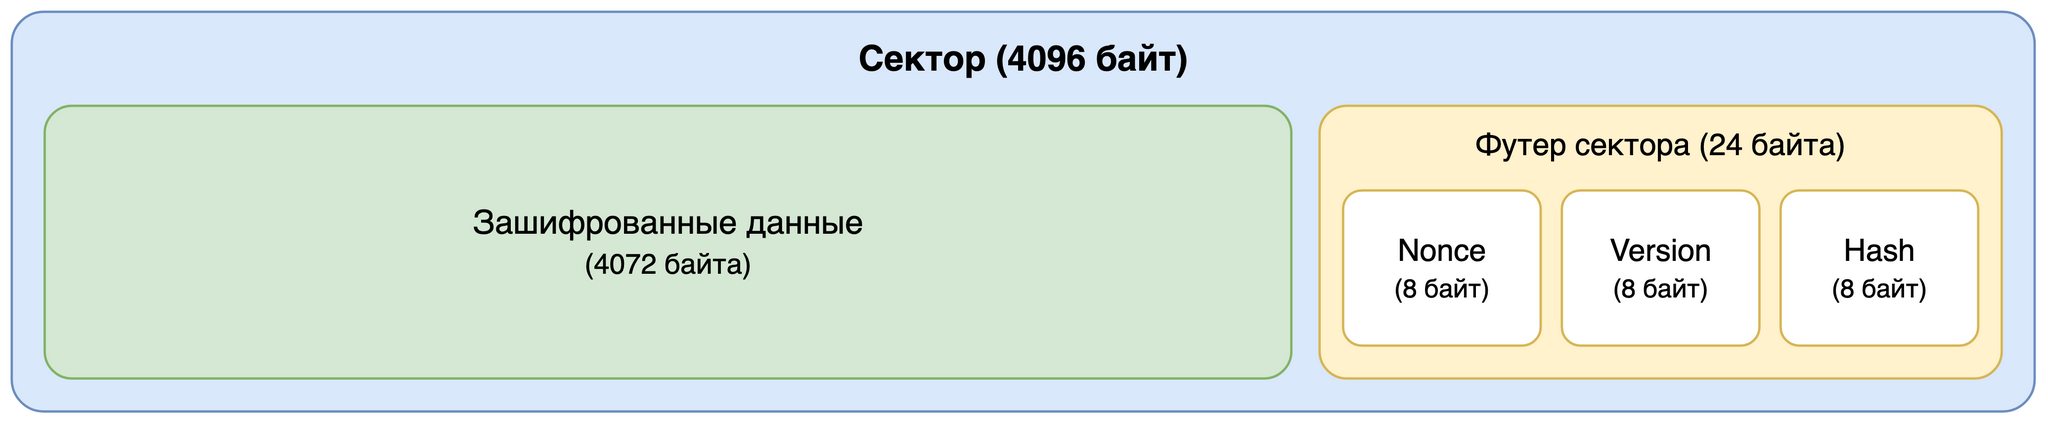 Сектор (4096 байт)
Зашифрованные данные
(4072 байта)
Футер сектора (24 байта)
Nonce
(8 байт)
Version
(8 байт)
Hash
(8 байт)